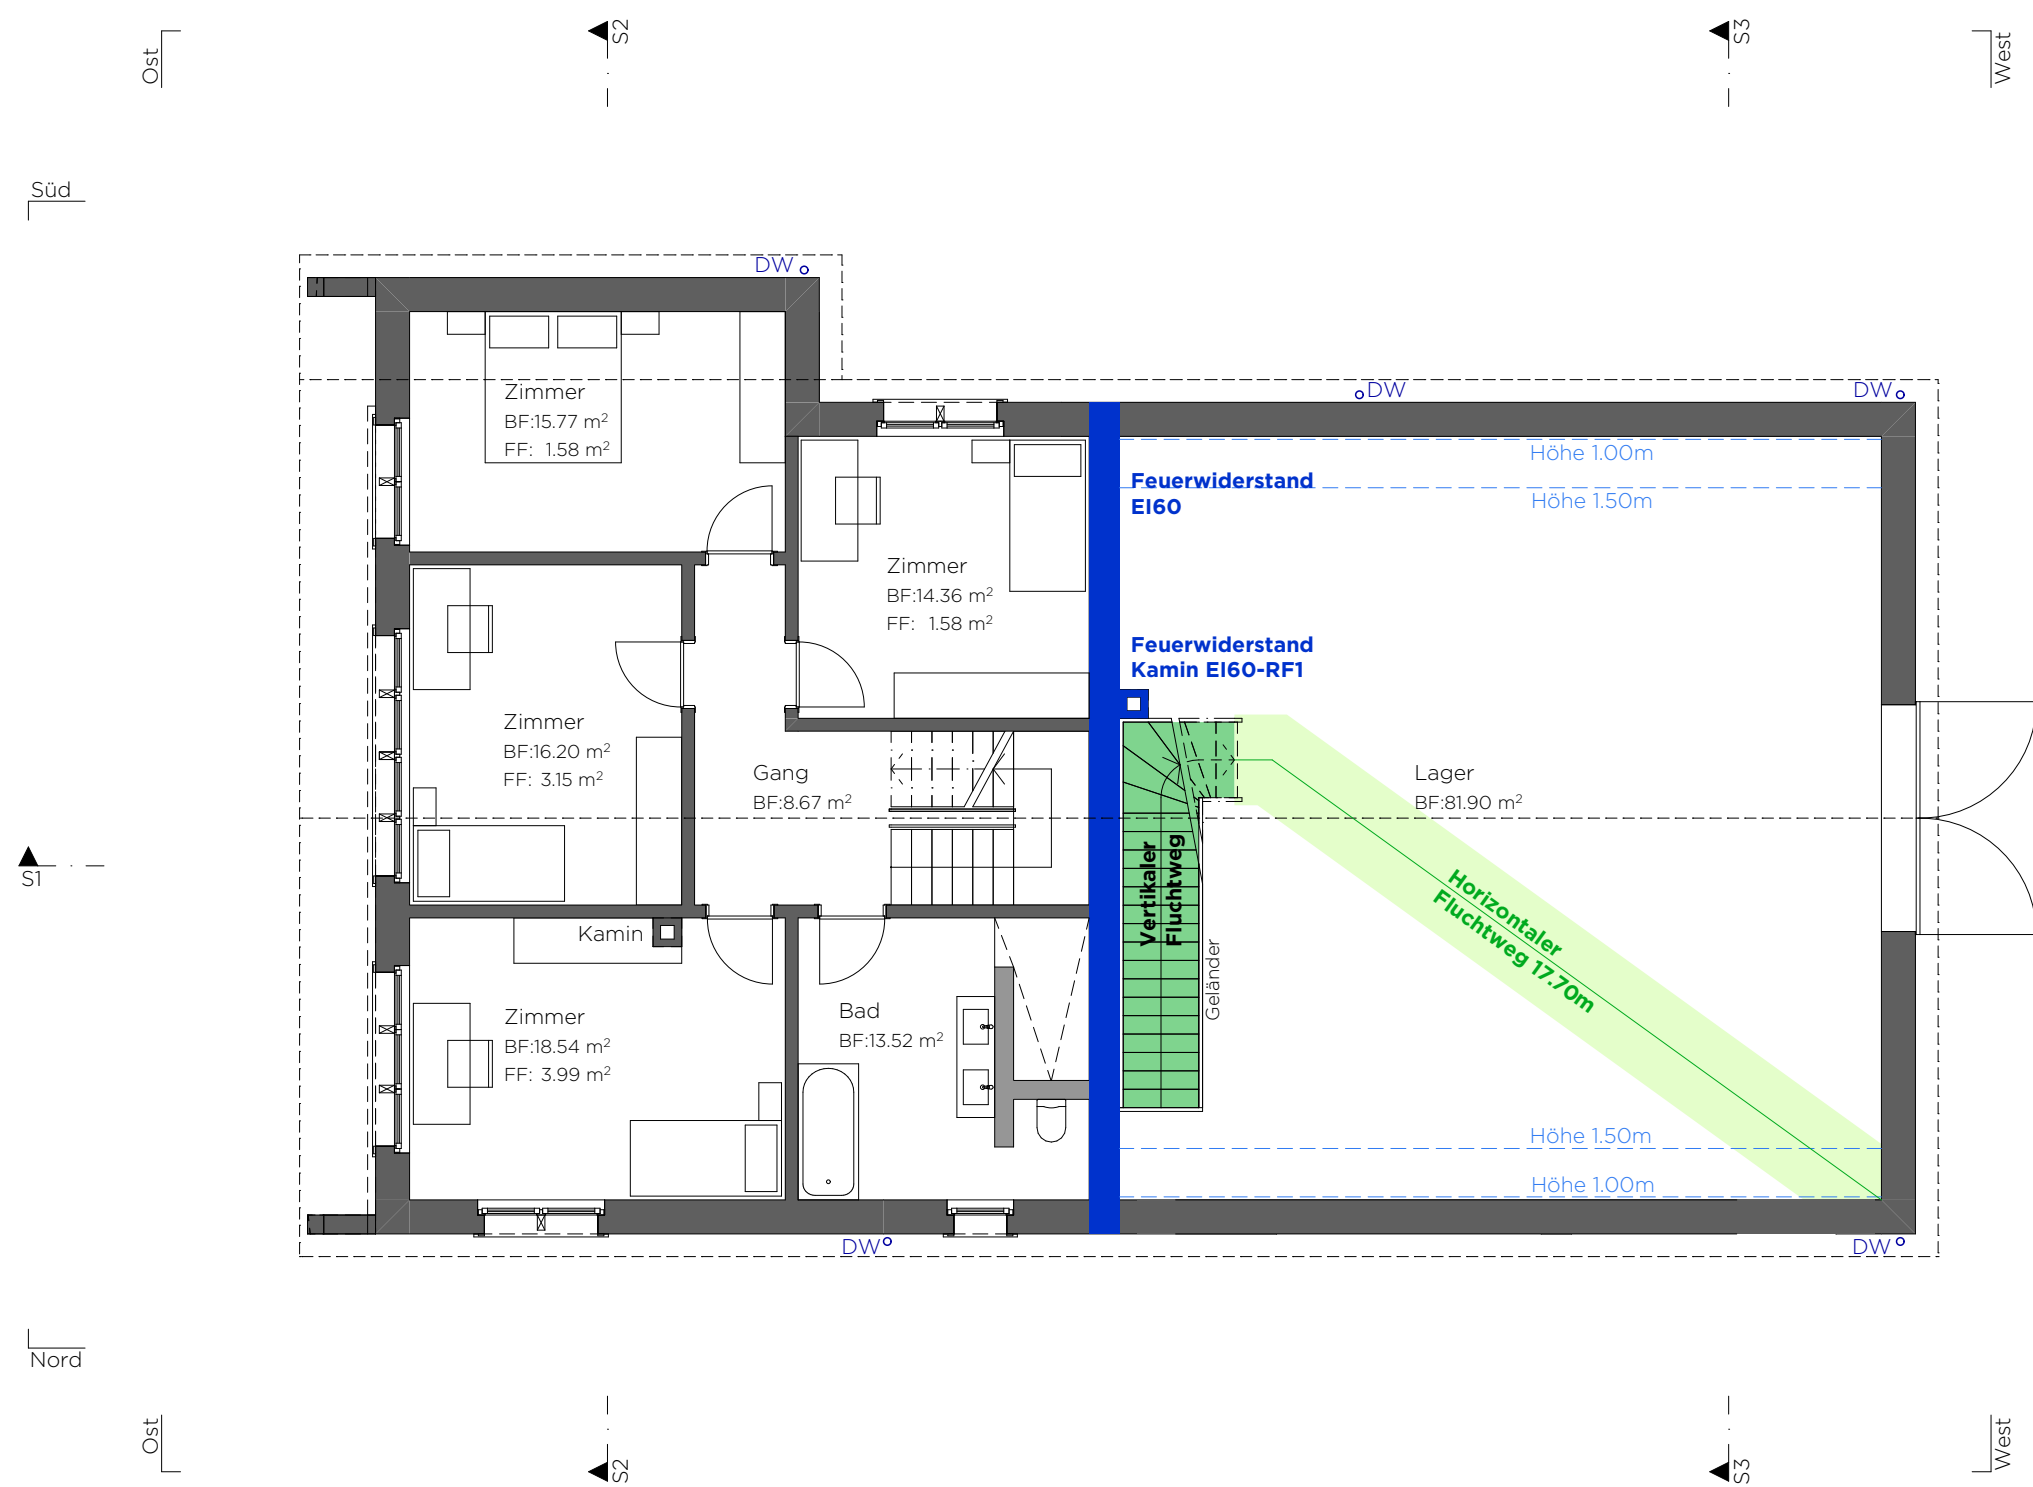 Ost
S2
S3
West
Süd
DW
DW
DW
Zimmer
BF:15.77 m²
FF: 1.58 m²
Höhe 1.00m
Feuerwiderstand
EI60
Höhe 1.50m
Zimmer
BF:14.36 m²
FF: 1.58 m²
Feuerwiderstand
Kamin EI60-RF1
Zimmer
BF:16.20 m²
FF: 3.15 m²
Gang
BF:8.67 m²
Lager
BF:81.90 m²
S1
Vertikaler
Fluchtweg
Geländer
Horizontaler
Fluchtweg 17.70m
Kamin
Zimmer
BF:18.54 m²
FF: 3.99 m²
Bad
BF:13.52 m²
Höhe 1.50m
Höhe 1.00m
DW
DW
Nord
Ost
S2
S3
West